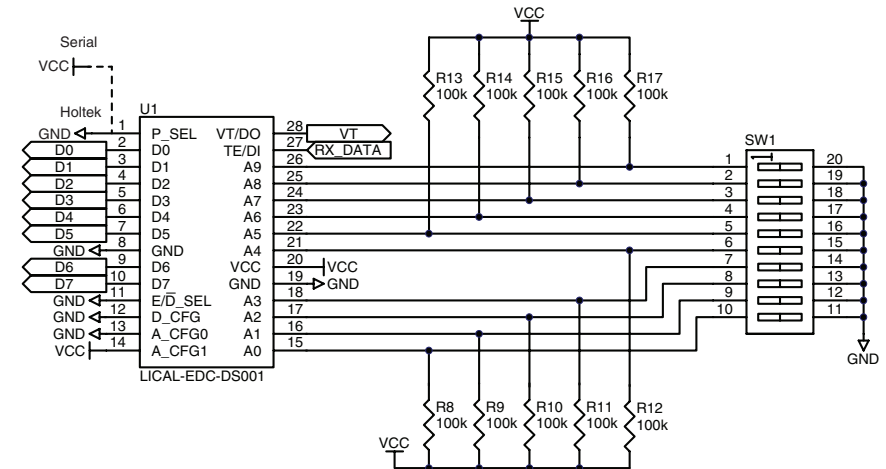 VCC
Serial
VCC
R13 R14 R15 R16 R17
100k 100k 100k 100k 100k
Holtek
U1
GND 1 P_SEL VT/DO 28 VT
D0 2 D0 TE/DI 27 RX_DATA
D1 3 D1 A9 26
D2 4 D2 A8 25
D3 5 D3 A7 24
D4 6 D4 A6 23
D5 7 D5 A5 22
GND 8 GND A4 21
D6 9 D6 VCC 20 VCC
D7 10 D7 GND 19 GND
GND 11 E/D_SEL A3 18
GND 12 D_CFG A2 17
GND 13 A_CFG0 A1 16
VCC 14 A_CFG1 A0 15
LICAL-EDC-DS001
SW1
1 20
2 19
3 18
4 17
5 16
6 15
7 14
8 13
9 12
10 11
GND
R8 R9 R10 R11 R12
100k 100k 100k 100k 100k
VCC